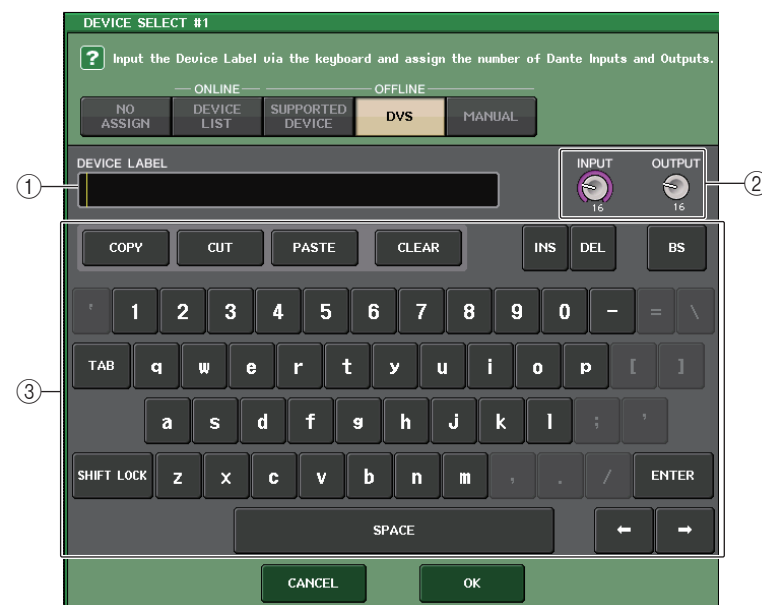 DEVICE SELECT #1
? Input the Device Label via the keyboard and assign the number of Dante Inputs and Outputs.
ONLINE OFFLINE
NO ASSIGN DEVICE LIST SUPPORTED DEVICE DVS MANUAL
DEVICE LABEL INPUT OUTPUT
① ②
16 16
COPY CUT PASTE CLEAR INS DEL BS
' 1 2 3 4 5 6 7 8 9 0 - = \
TAB q w e r t y u i o p [ ]
③
a s d f g h j k l ; '
SHIFT LOCK z x c v b n m , . / ENTER
SPACE ← →
CANCEL OK